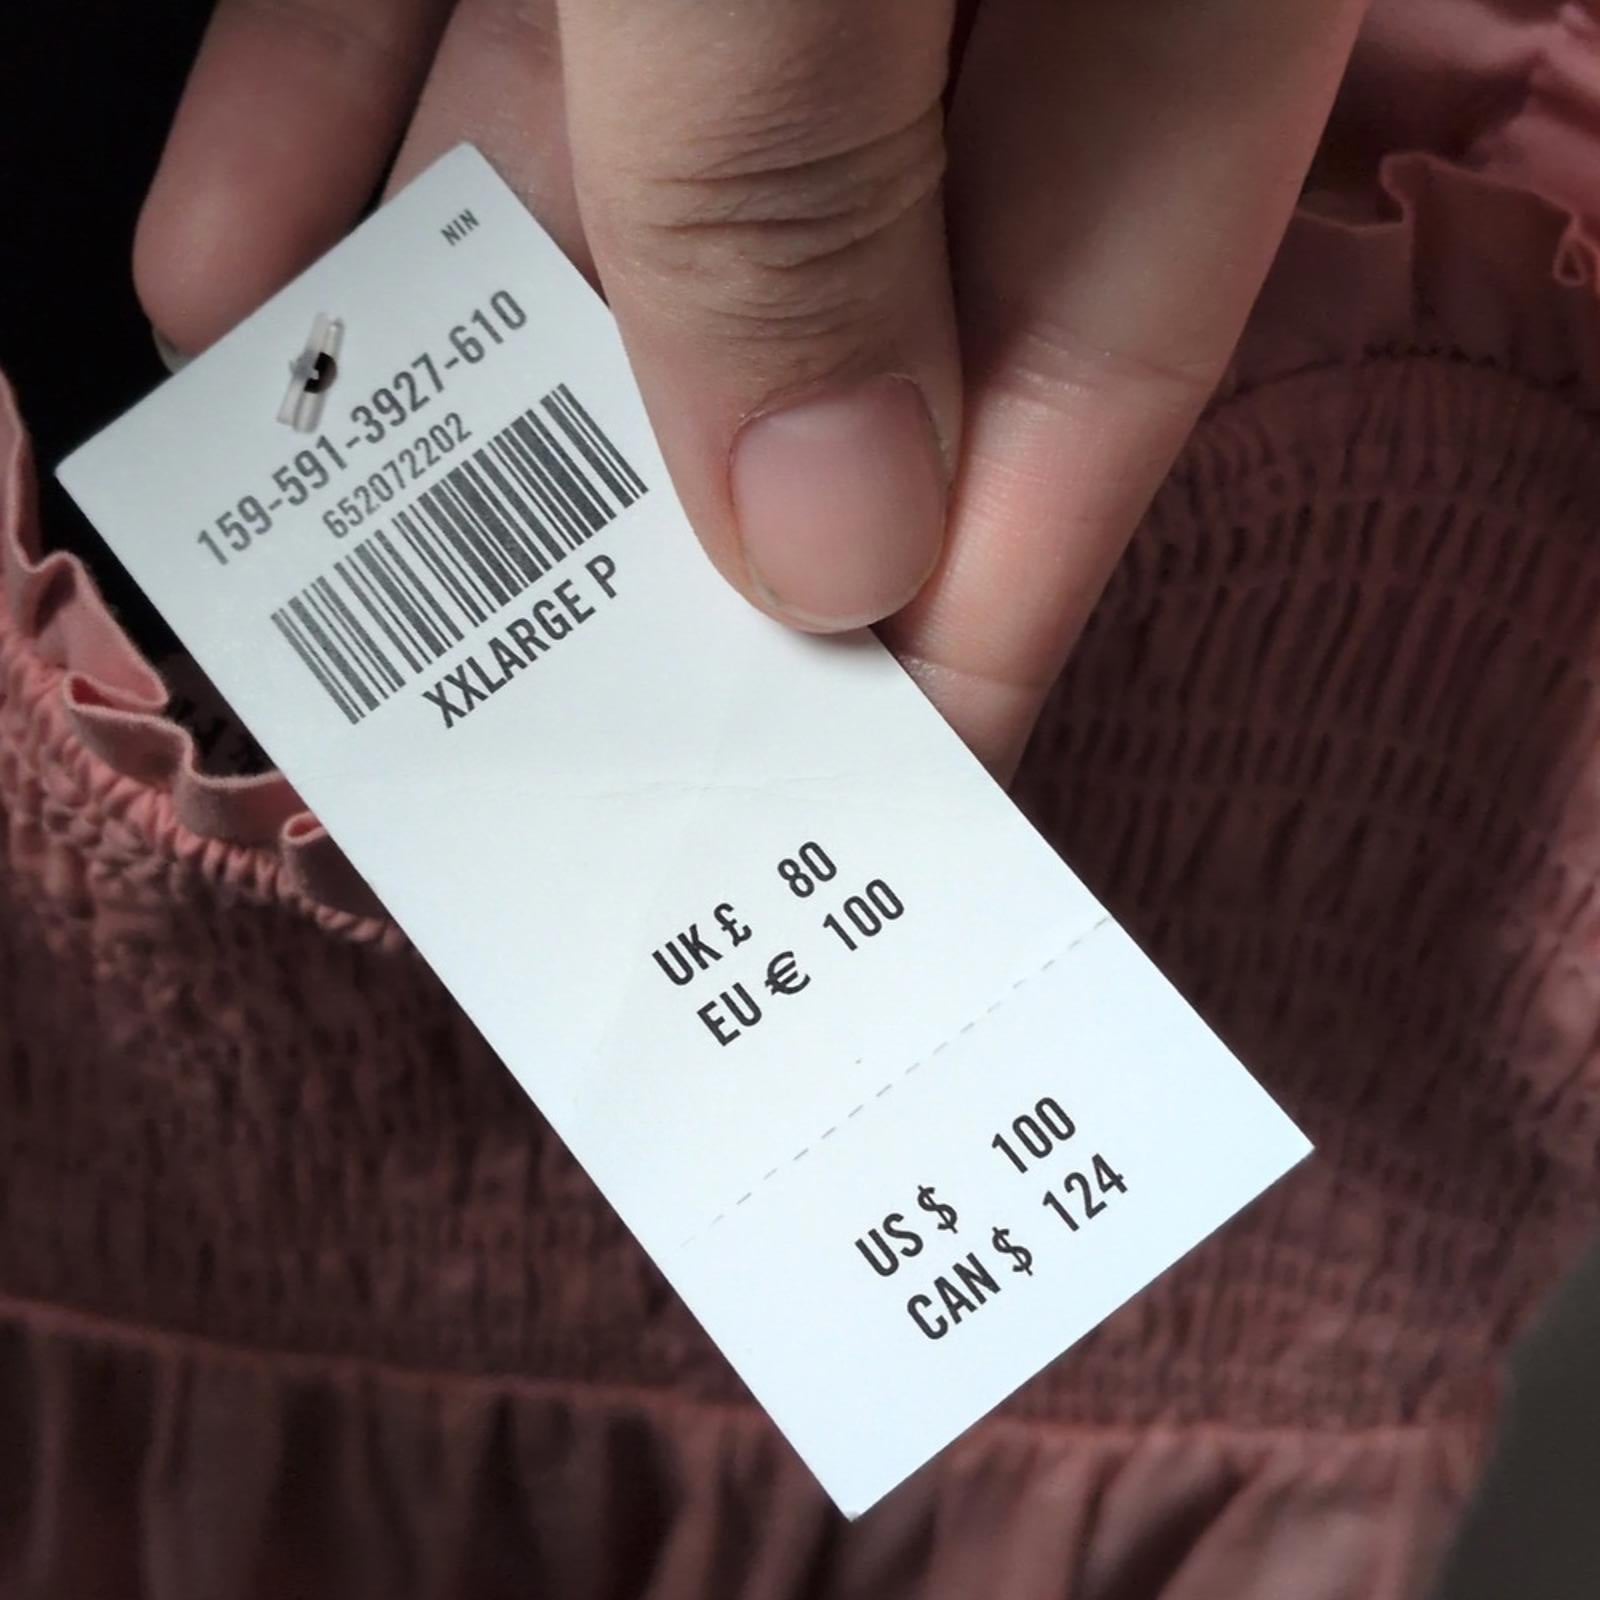 NIN
159-591-3927-610
652072202
XXLARGE P
UK £ 80
EU € 100
US $ 100
CAN $ 124